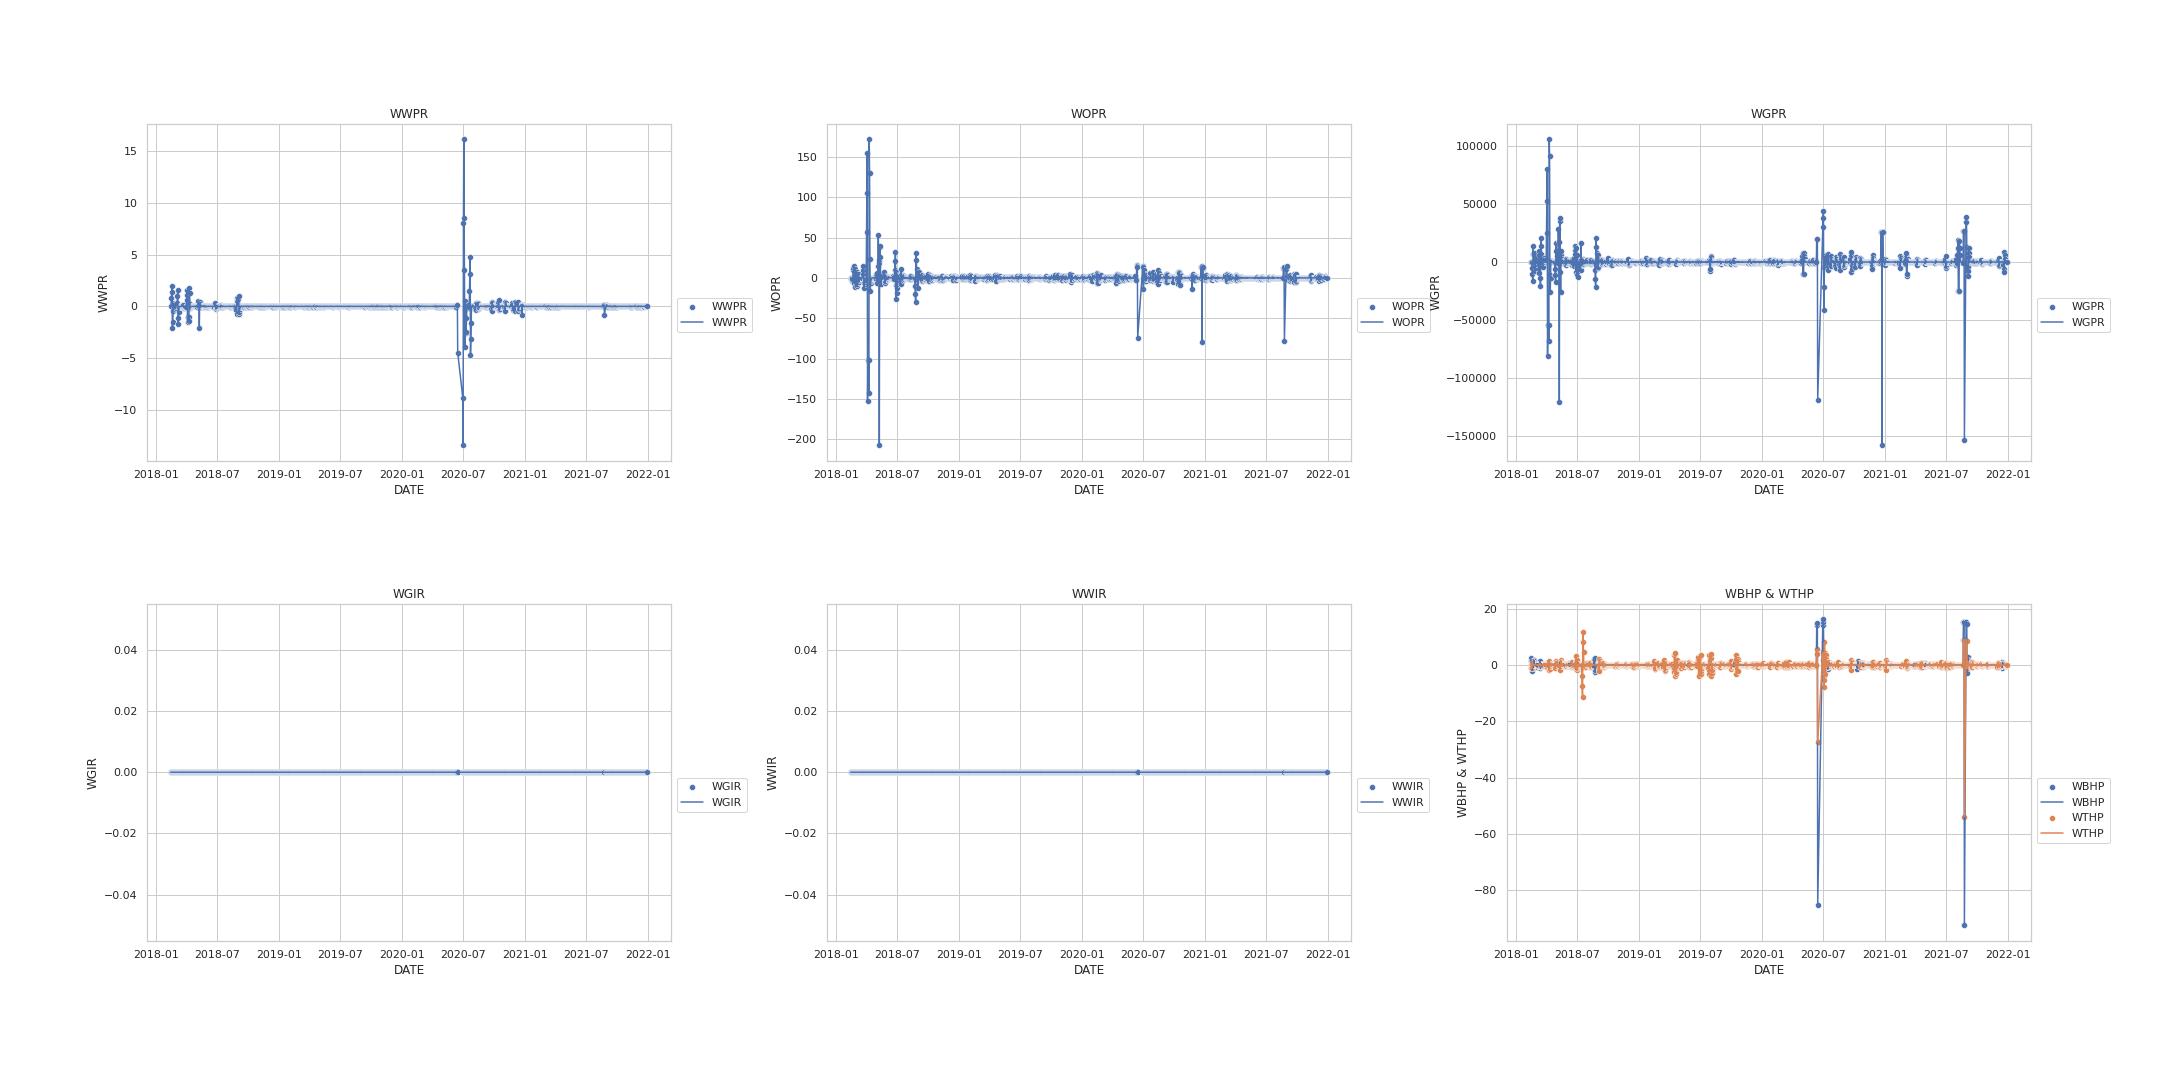 WWPR
15
10
5
0
−5
−10
WWPR
2018-01 2018-07 2019-01 2019-07 2020-01 2020-07 2021-01 2021-07 2022-01
DATE
WWPR
WWPR
WOPR
150
100
50
0
−50
−100
−150
−200
WOPR
2018-01 2018-07 2019-01 2019-07 2020-01 2020-07 2021-01 2021-07 2022-01
DATE
WOPR
WOPR
WGPR
100000
50000
0
−50000
−100000
−150000
WGPR
2018-01 2018-07 2019-01 2019-07 2020-01 2020-07 2021-01 2021-07 2022-01
DATE
WGPR
WGPR
WGIR
0.04
0.02
0.00
−0.02
−0.04
WGIR
2018-01 2018-07 2019-01 2019-07 2020-01 2020-07 2021-01 2021-07 2022-01
DATE
WGIR
WGIR
WWIR
0.04
0.02
0.00
−0.02
−0.04
WWIR
2018-01 2018-07 2019-01 2019-07 2020-01 2020-07 2021-01 2021-07 2022-01
DATE
WWIR
WWIR
WBHP & WTHP
20
0
−20
−40
−60
−80
WBHP & WTHP
2018-01 2018-07 2019-01 2019-07 2020-01 2020-07 2021-01 2021-07 2022-01
DATE
WBHP
WBHP
WTHP
WTHP